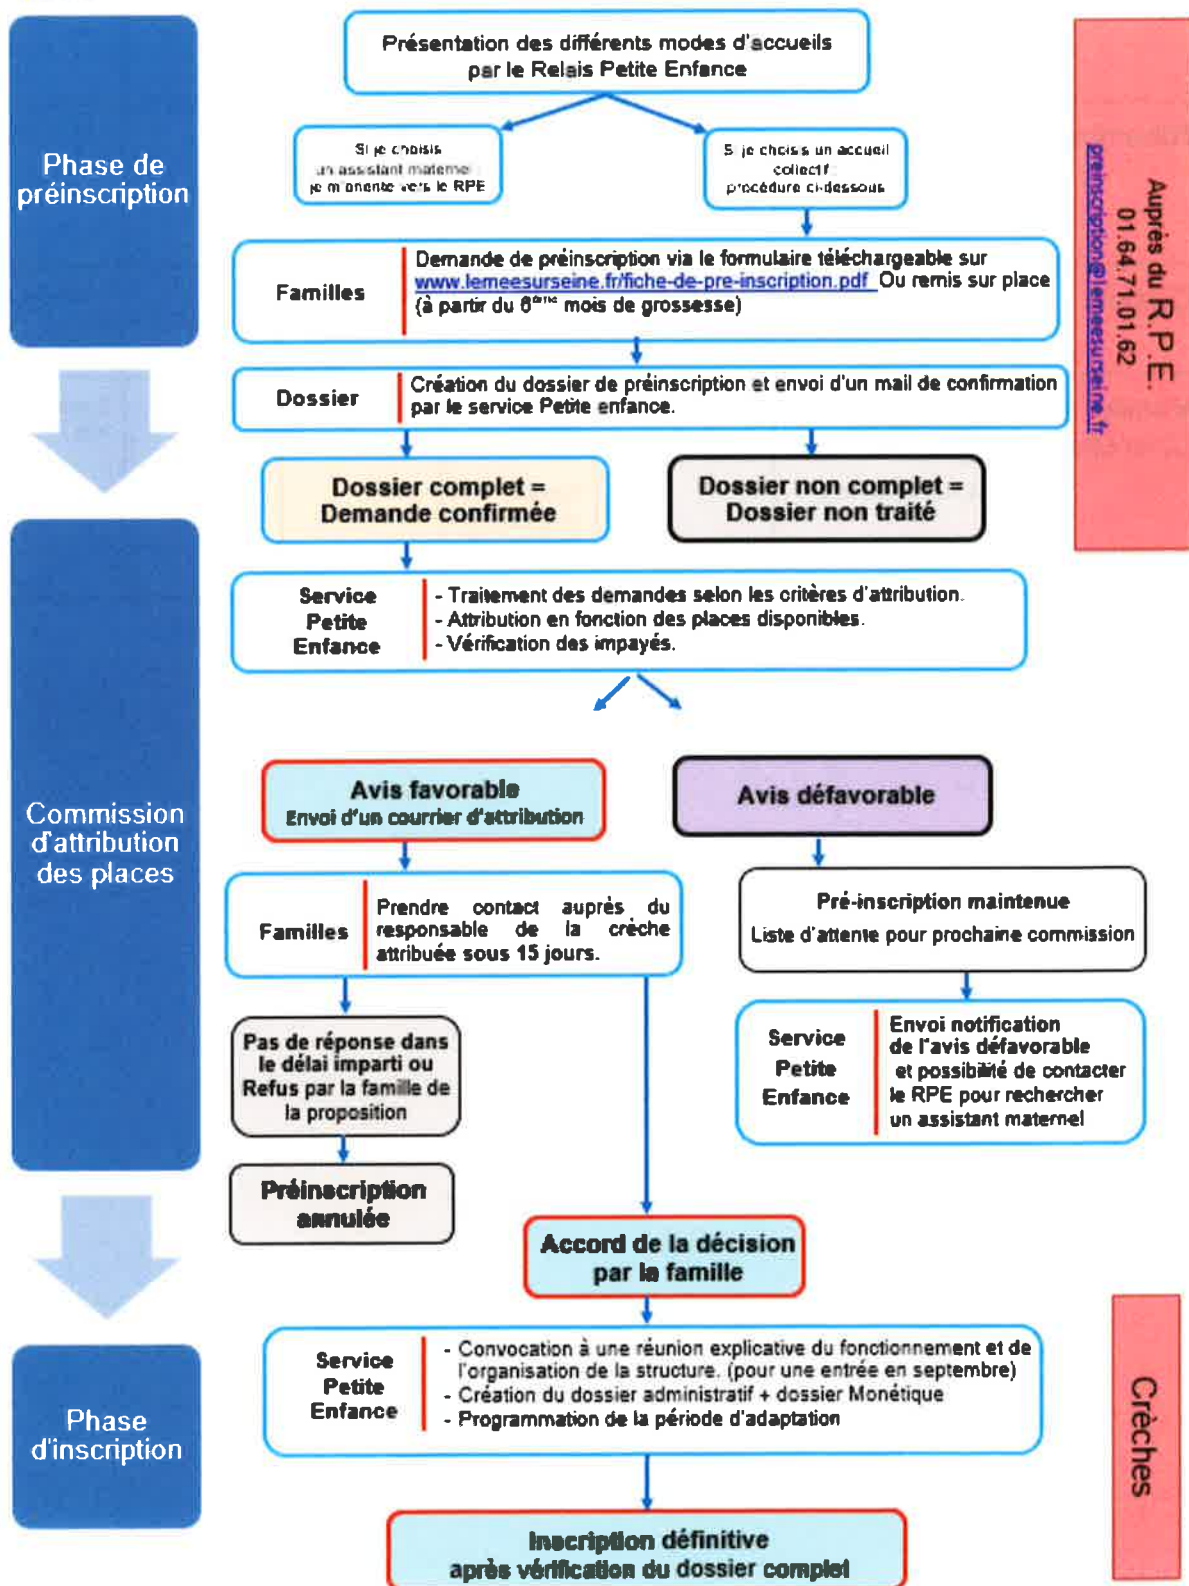 Présentation des différents modes d'accueils
par le Relais Petite Enfance
Phase de
préinscription
Si je choisis
un assistant maternel
je m'oriente vers le RPE
Si je choisis un accueil
collectif
procédure ci-dessous
Auprès du R.P.E.
01.64.71.01.62
preinscription@lemeesurseine.fr
Familles
Demande de préinscription via le formulaire téléchargeable sur
www.lemeesurseine.fr/fiche-de-pre-inscription.pdf Ou remis sur place
(à partir du 6ème mois de grossesse)
Dossier
Création du dossier de préinscription et envoi d'un mail de confirmation
par le service Petite enfance.
Dossier complet =
Demande confirmée
Dossier non complet =
Dossier non traité
Commission
d'attribution
des places
Service
Petite
Enfance
- Traitement des demandes selon les critères d'attribution.
- Attribution en fonction des places disponibles.
- Vérification des impayés.
Avis favorable
Envoi d'un courrier d'attribution
Avis défavorable
Familles
Prendre contact auprès du
responsable de la crèche
attribuée sous 15 jours.
Pré-inscription maintenue
Liste d'attente pour prochaine commission
Pas de réponse dans
le délai imparti ou
Refus par la famille de
la proposition
Service
Petite
Enfance
Envoi notification
de l'avis défavorable
et possibilité de contacter
le RPE pour rechercher
un assistant maternel
Préinscription
annulée
Accord de la décision
par la famille
Phase
d'inscription
Service
Petite
Enfance
- Convocation à une réunion explicative du fonctionnement et de
l'organisation de la structure. (pour une entrée en septembre)
- Création du dossier administratif + dossier Monétique
- Programmation de la période d'adaptation
Crèches
Inscription définitive
après vérification du dossier complet